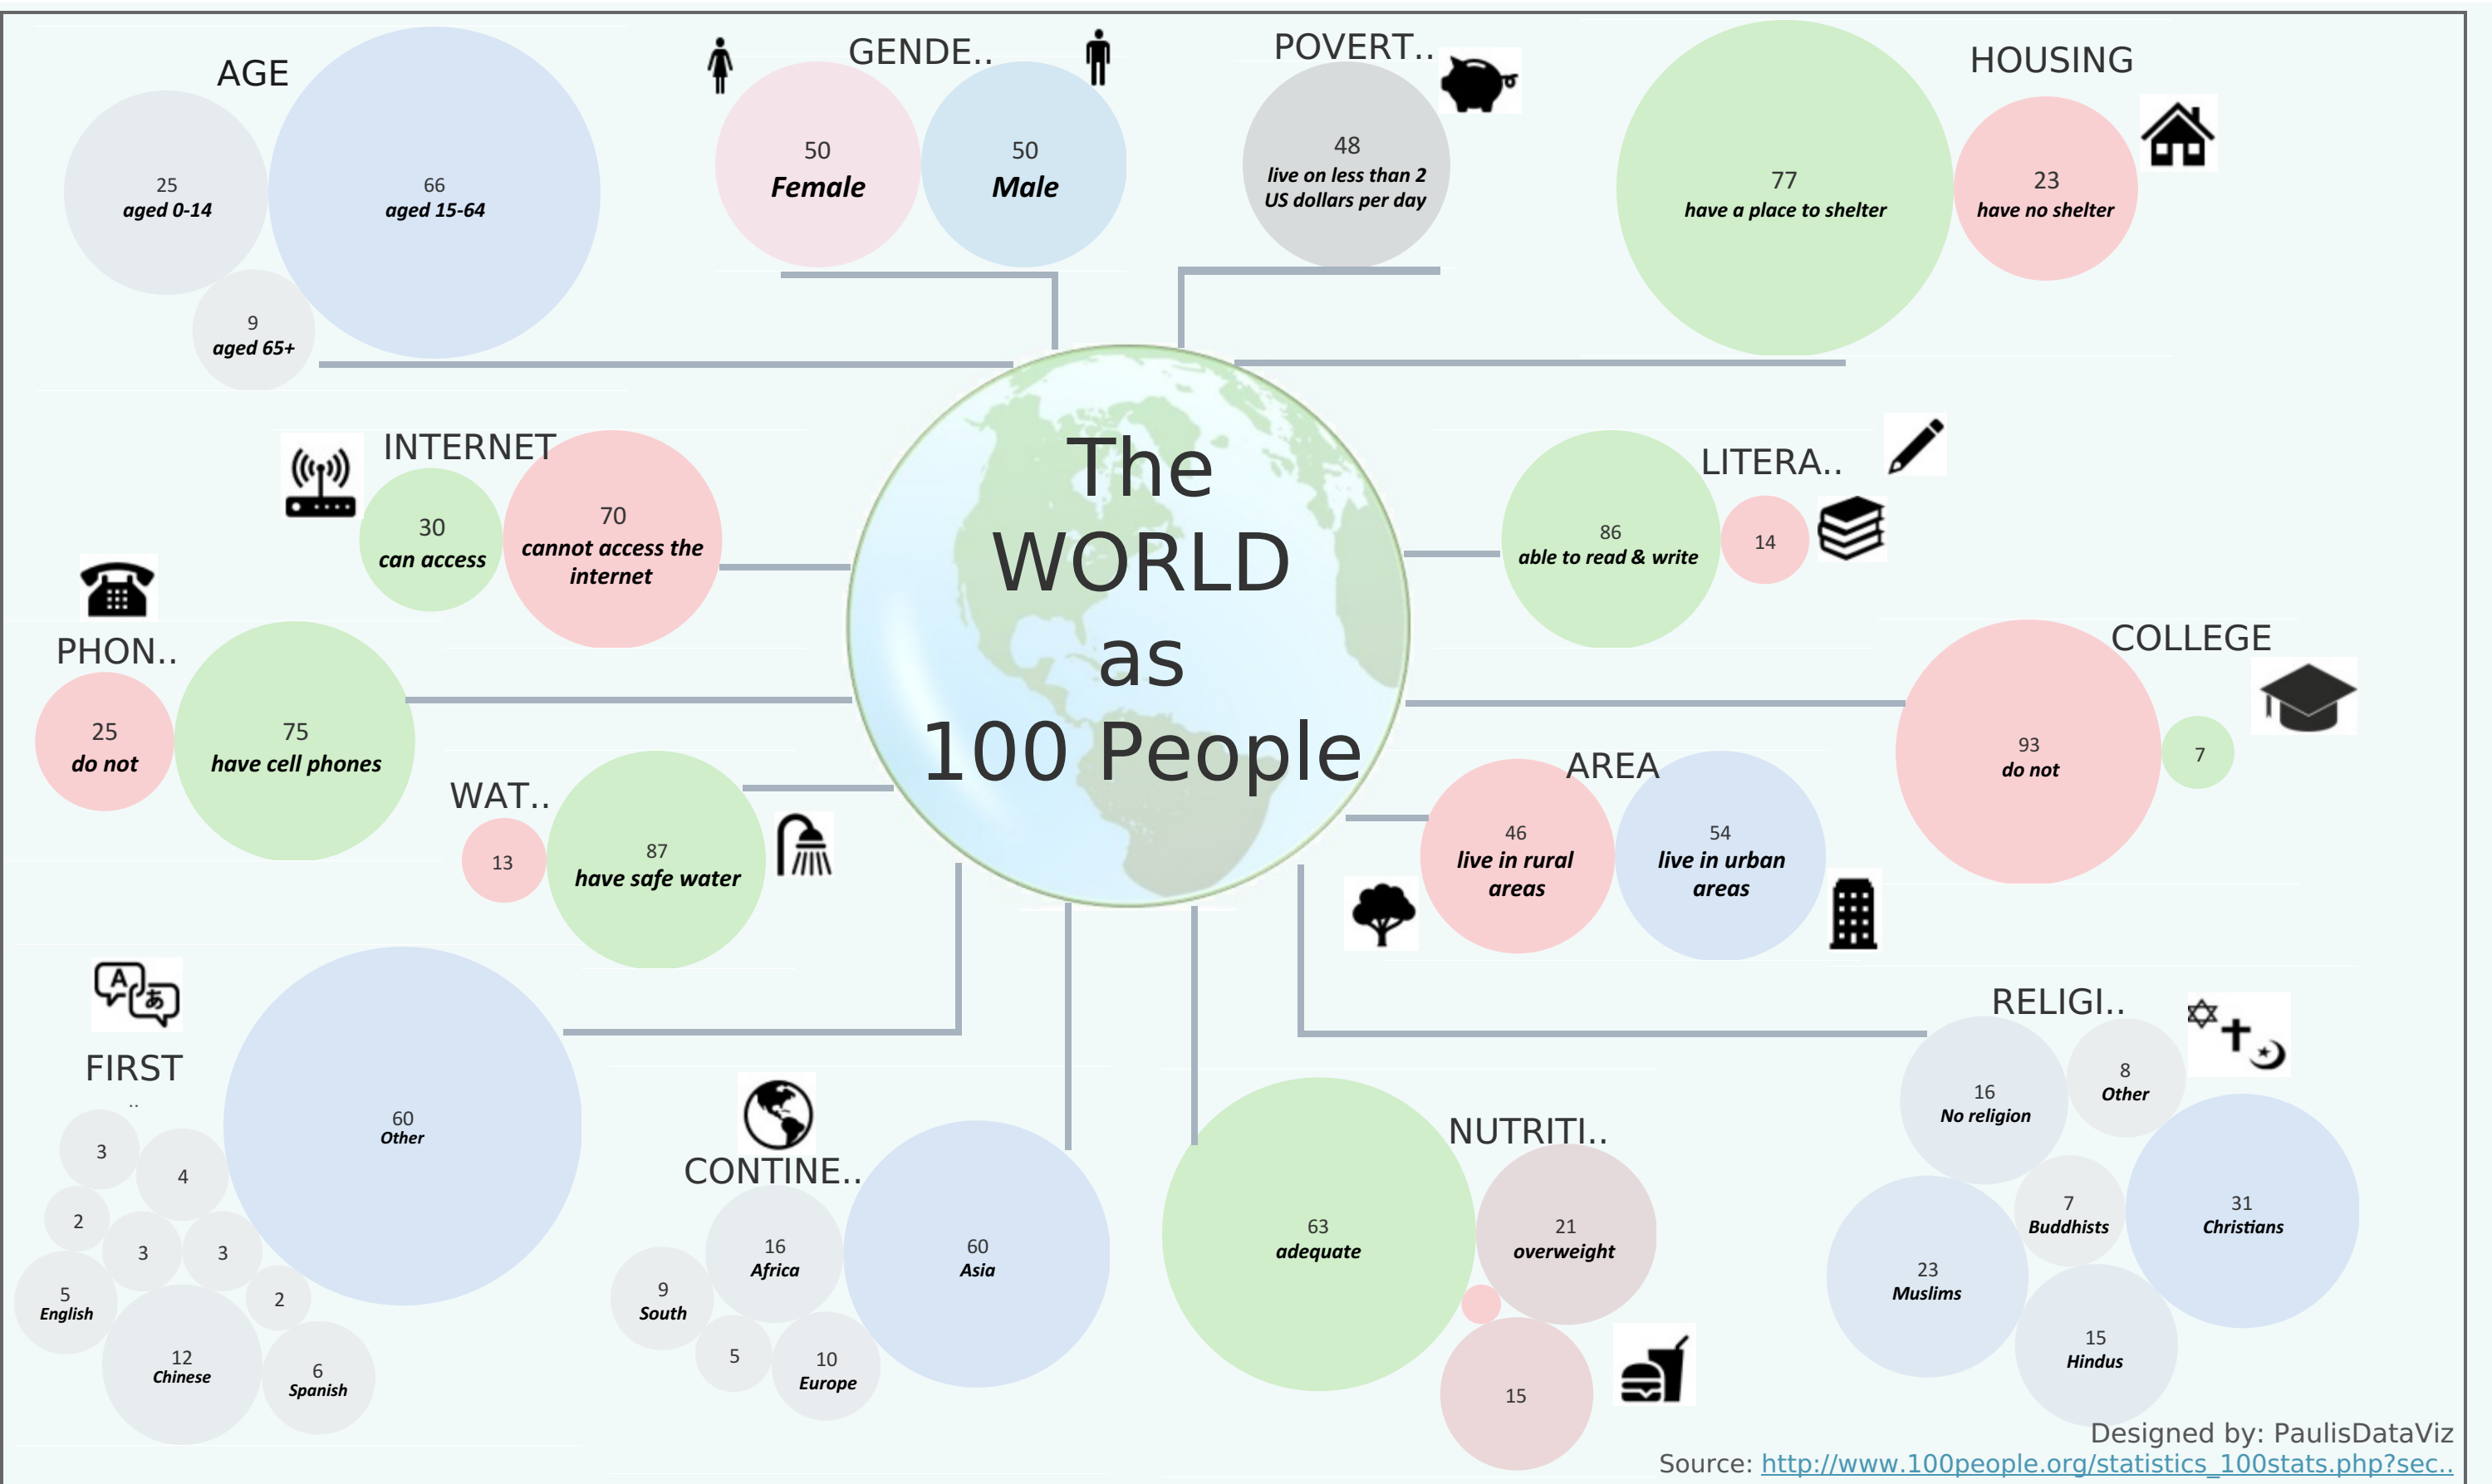 AGE
25
aged 0-14
66
aged 15-64
9
aged 65+
GENDE..
50
Female
50
Male
POVERT..
48
live on less than 2
US dollars per day
HOUSING
77
have a place to shelter
23
have no shelter
INTERNET
30
can access
70
cannot access the
internet
The
WORLD
as
100 People
LITERA..
86
able to read & write
14
PHON..
25
do not
75
have cell phones
COLLEGE
93
do not
7
WAT..
13
87
have safe water
AREA
46
live in rural
areas
54
live in urban
areas
A
あ
FIRST
..
60
Other
3
4
2
3
3
5
English
2
12
Chinese
6
Spanish
CONTINE..
16
Africa
60
Asia
9
South
5
10
Europe
NUTRITI..
63
adequate
21
overweight
15
RELIGI..
16
No religion
8
Other
7
Buddhists
31
Christians
23
Muslims
15
Hindus
Designed by: PaulisDataViz
Source: http://www.100people.org/statistics_100stats.php?sec..